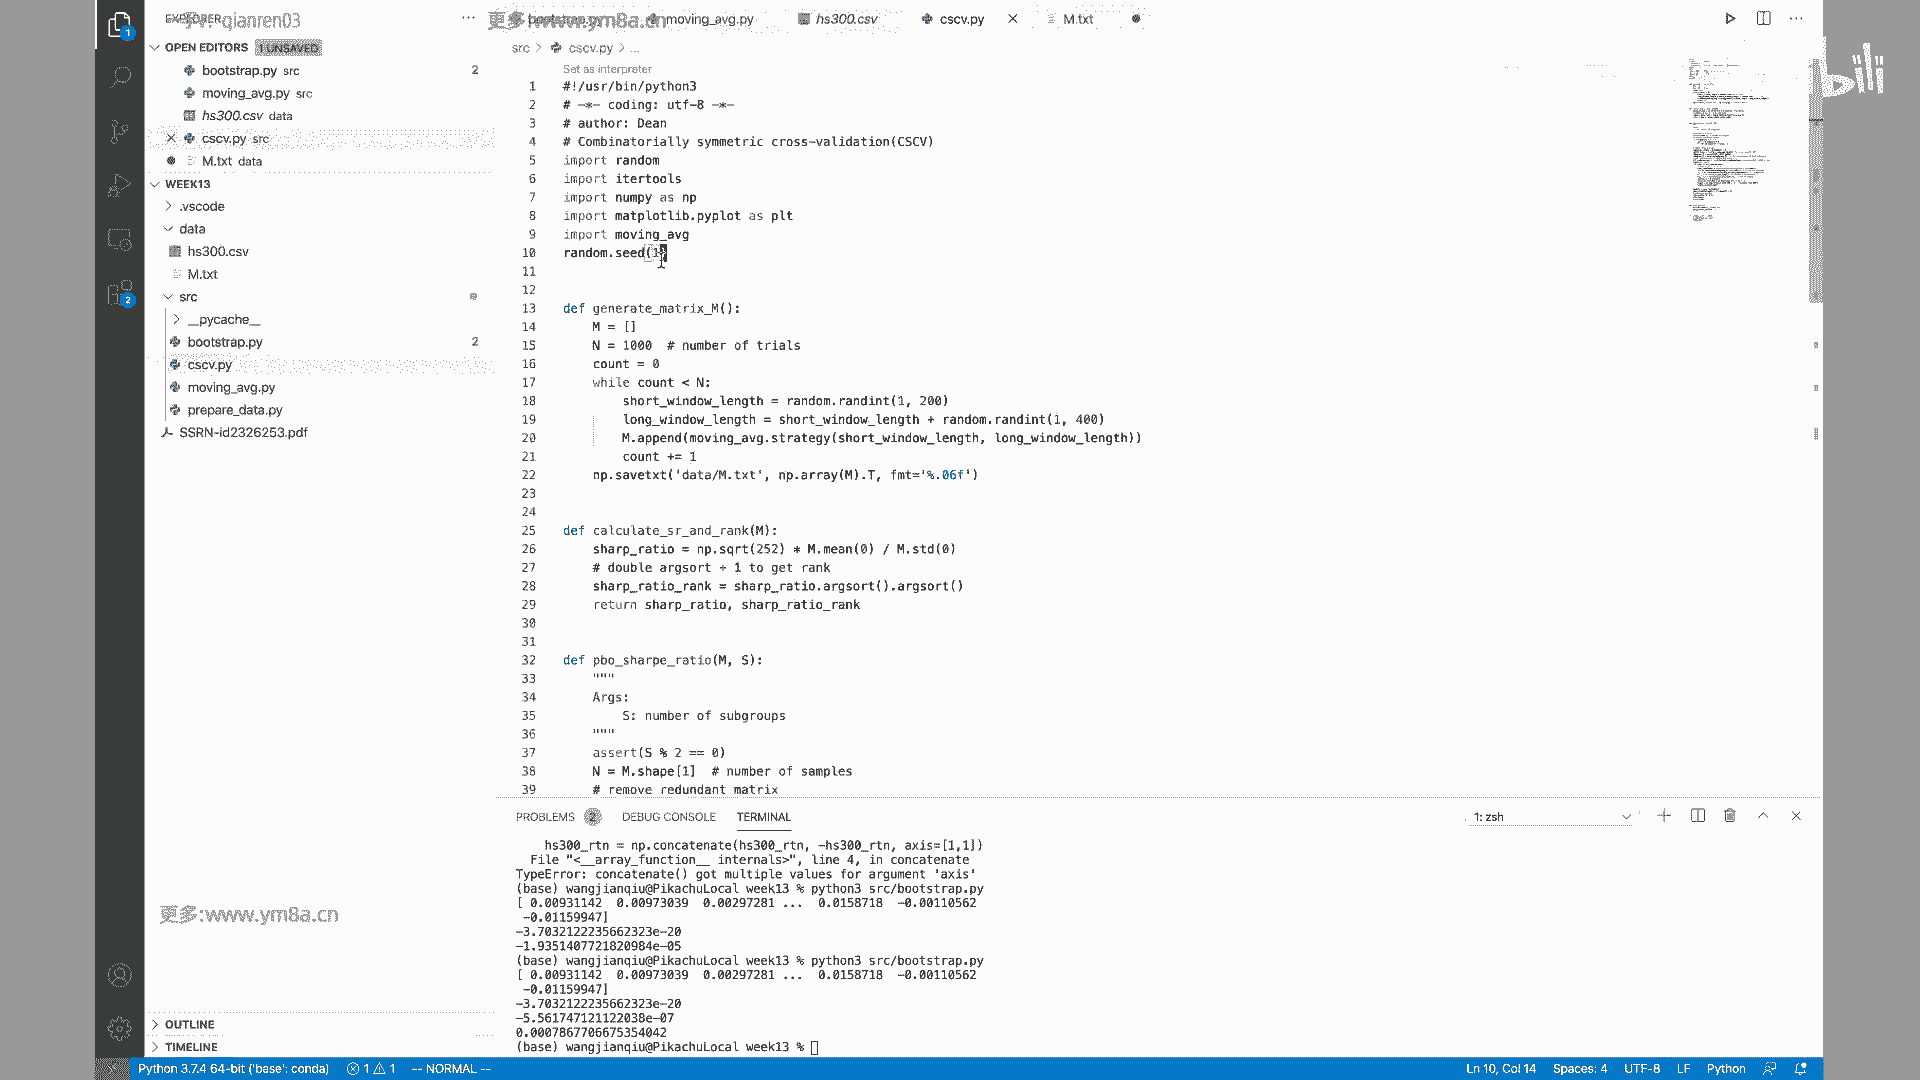 EXPLORER
qianren03
更多:www.ym8a.cn
moving_avg.py
hs300.csv
cscv.py
M.txt
bili
OPEN EDITORS 1 UNSAVED
bootstrap.py src 2
moving_avg.py src
hs300.csv data
cscv.py src
M.txt data
WEEK13
.vscode
data
hs300.csv
M.txt
src
__pycache__
bootstrap.py 2
cscv.py
moving_avg.py
prepare_data.py
SSRN-id2326253.pdf
更多:www.ym8a.cn
OUTLINE
TIMELINE
src > cscv.py > ...
Set as interpreter
1 #!/usr/bin/python3
2 # -*- coding: utf-8 -*-
3 # author: Dean
4 # Combinatorially symmetric cross-validation(CSCV)
5 import random
6 import itertools
7 import numpy as np
8 import matplotlib.pyplot as plt
9 import moving_avg
10 random.seed(1)
11
12
13 def generate_matrix_M():
14 M = []
15 N = 1000 # number of trials
16 count = 0
17 while count < N:
18 short_window_length = random.randint(1, 200)
19 long_window_length = short_window_length + random.randint(1, 400)
20 M.append(moving_avg.strategy(short_window_length, long_window_length))
21 count += 1
22 np.savetxt('data/M.txt', np.array(M).T, fmt='%.06f')
23
24
25 def calculate_sr_and_rank(M):
26 sharp_ratio = np.sqrt(252) * M.mean(0) / M.std(0)
27 # double argsort + 1 to get rank
28 sharp_ratio_rank = sharp_ratio.argsort().argsort()
29 return sharp_ratio, sharp_ratio_rank
30
31
32 def pbo_sharpe_ratio(M, S):
33 """
34 Args:
35 S: number of subgroups
36 """
37 assert(S % 2 == 0)
38 N = M.shape[1] # number of samples
39 # remove redundant matrix
PROBLEMS 2 DEBUG CONSOLE TERMINAL 1: zsh
hs300_rtn = np.concatenate(hs300_rtn, -hs300_rtn, axis=[1,1])
File "<__array_function__ internals>", line 4, in concatenate
TypeError: concatenate() got multiple values for argument 'axis'
(base) wangjianqiu@PikachuLocal week13 % python3 src/bootstrap.py
[ 0.00931142 0.00973039 0.00297281 ... 0.0158718 -0.00110562
-0.01159947]
-3.7032122235662323e-20
-1.9351407721820984e-05
(base) wangjianqiu@PikachuLocal week13 % python3 src/bootstrap.py
[ 0.00931142 0.00973039 0.00297281 ... 0.0158718 -0.00110562
-0.01159947]
-3.7032122235662323e-20
-5.561747121122038e-07
0.0007867706675354042
(base) wangjianqiu@PikachuLocal week13 %
Python 3.7.4 64-bit ('base': conda) 1 1 -- NORMAL -- Ln 10, Col 14 Spaces: 4 UTF-8 LF Python